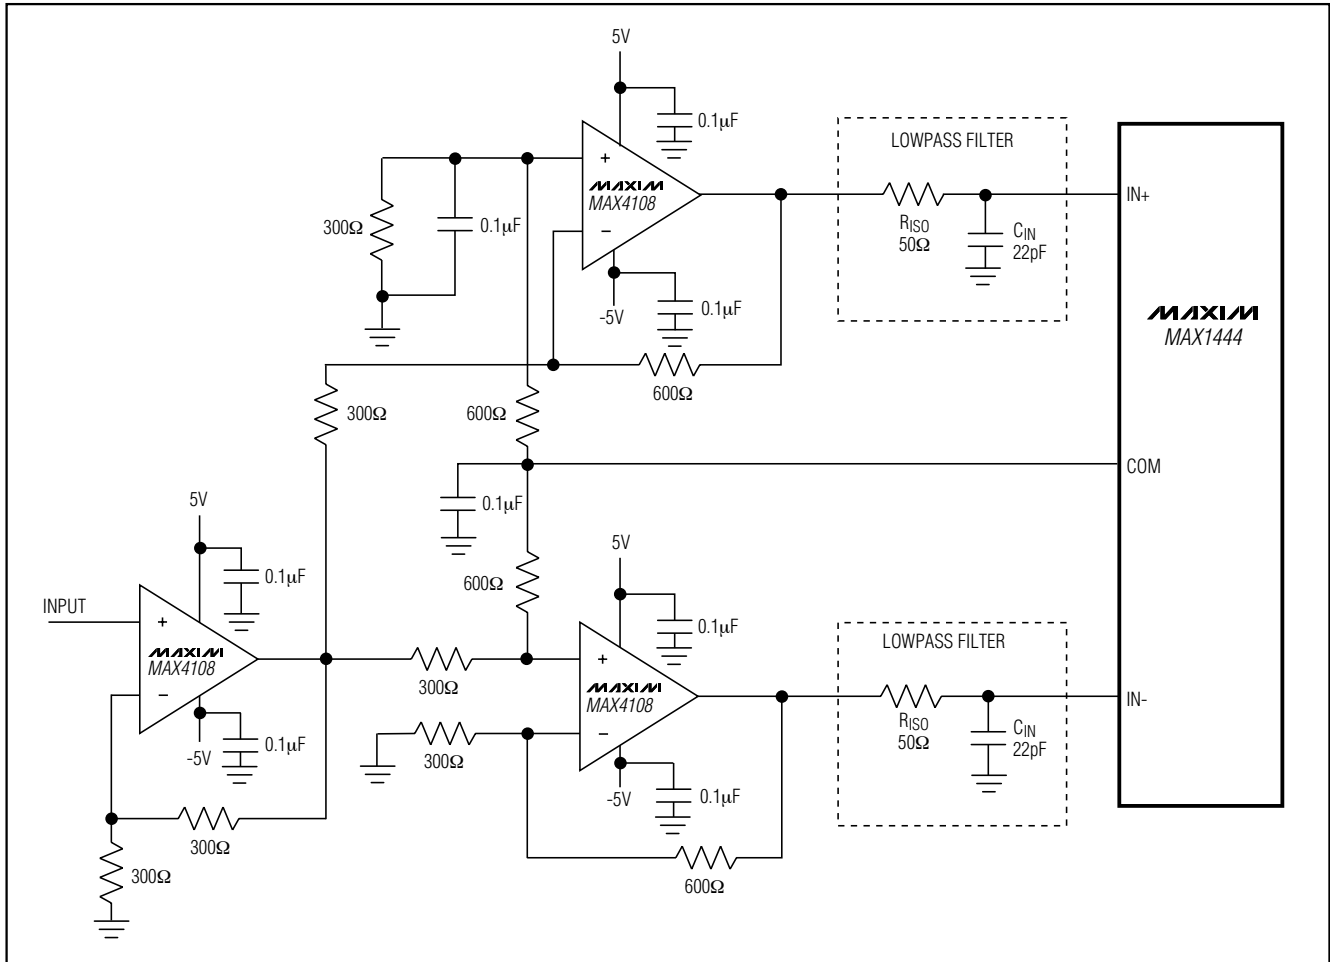 5V
0.1µF
MAXIM
MAX4108
+
−
300Ω
0.1µF
-5V
0.1µF
LOWPASS FILTER
RISO
50Ω
CIN
22pF
IN+
MAXIM
MAX1444
600Ω
300Ω
600Ω
COM
0.1µF
5V
0.1µF
INPUT
+
MAXIM
MAX4108
−
-5V
0.1µF
300Ω
300Ω
600Ω
5V
0.1µF
300Ω
300Ω
+
MAXIM
MAX4108
−
-5V
0.1µF
600Ω
LOWPASS FILTER
RISO
50Ω
CIN
22pF
IN-